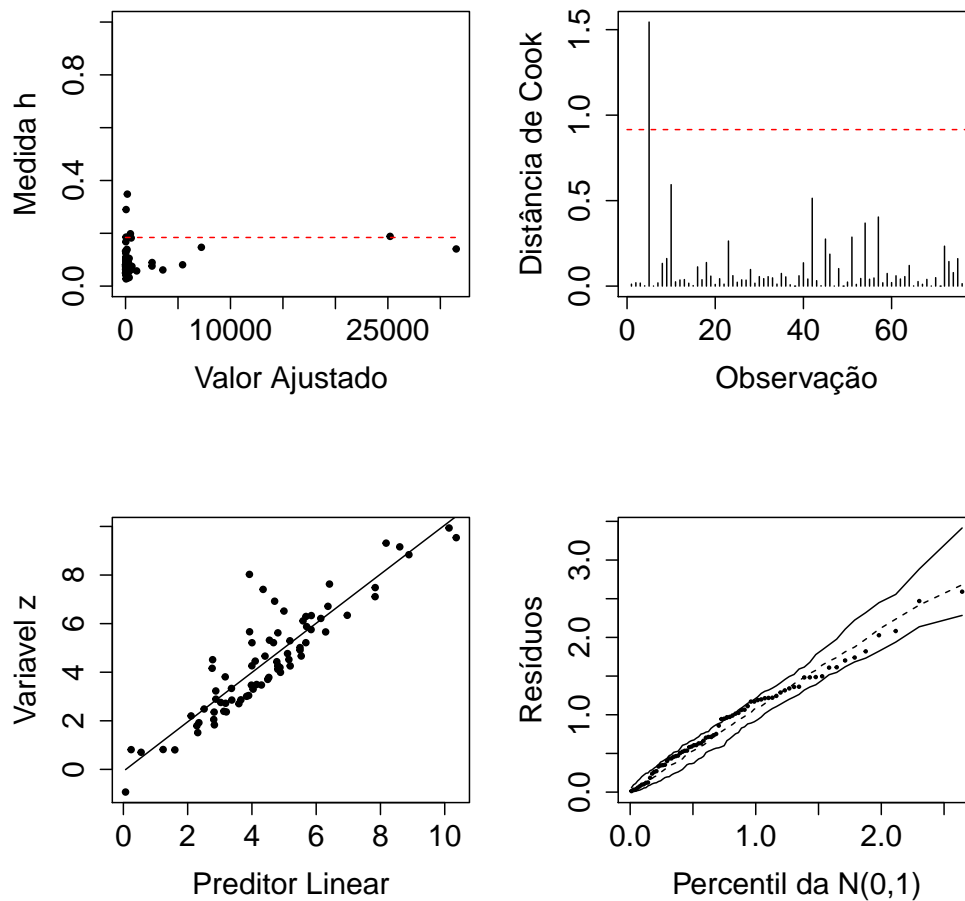 Medida h
0.0 0.4 0.8
0 10000 25000
Valor Ajustado
Distância de Cook
0.0 0.5 1.0 1.5
0 20 40 60
Observação
Variavel z
0 2 4 6 8
0 2 4 6 8 10
Preditor Linear
Resíduos
0.0 1.0 2.0 3.0
0.0 1.0 2.0
Percentil da N(0,1)